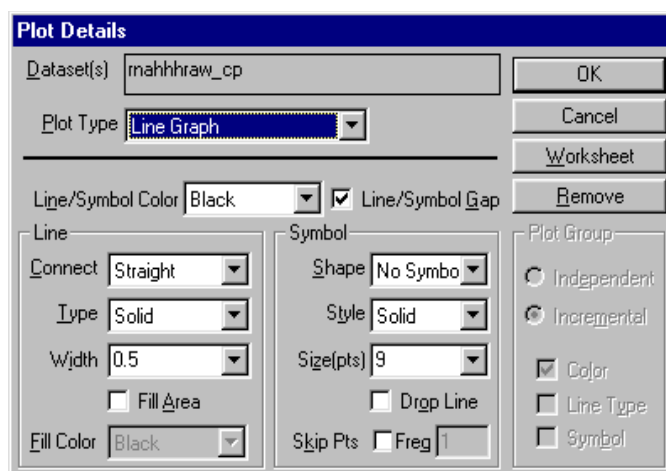 Plot Details
Dataset(s) rnahhhraw_cp
OK
Plot Type Line Graph
Cancel
Worksheet
Line/Symbol Color Black Line/Symbol Gap
Remove
Line
Connect Straight
Type Solid
Width 0.5
Fill Area
Fill Color Black
Symbol
Shape No Symbo
Style Solid
Size(pts) 9
Drop Line
Skip Pts Freg 1
Plot Group
Independent
Incremental
Color
Line Type
Symbol